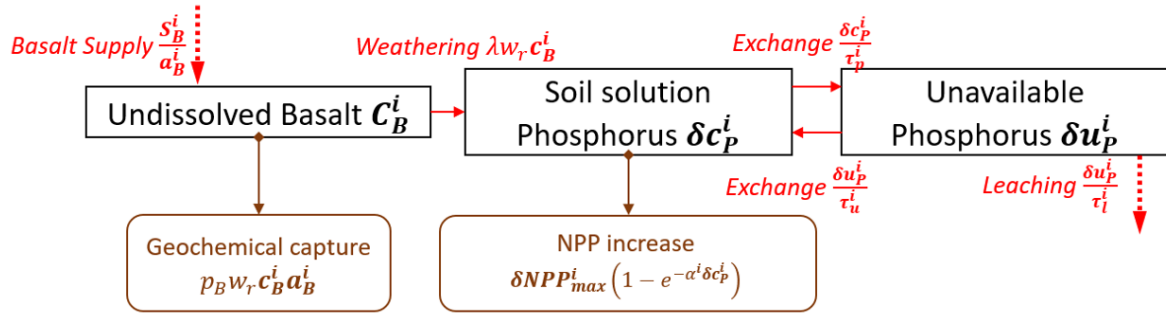 Basalt Supply S_B^i / a_B^i
Weathering λw_r c_B^i
Exchange δc_P^i / τ_p^i
Undissolved Basalt C_B^i
Soil solution
Phosphorus δc_P^i
Unavailable
Phosphorus δu_P^i
Exchange δu_P^i / τ_u^i
Leaching δu_P^i / τ_l^i
Geochemical capture
p_B w_r c_B^i a_B^i
NPP increase
δNPP_max^i (1 − e^{−α^i δc_P^i})